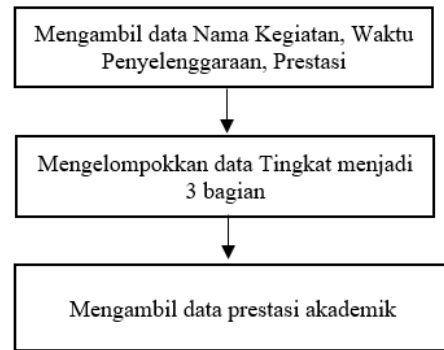 Mengambil data Nama Kegiatan, Waktu
Penyelenggaraan, Prestasi
Mengelompokkan data Tingkat menjadi
3 bagian
Mengambil data prestasi akademik